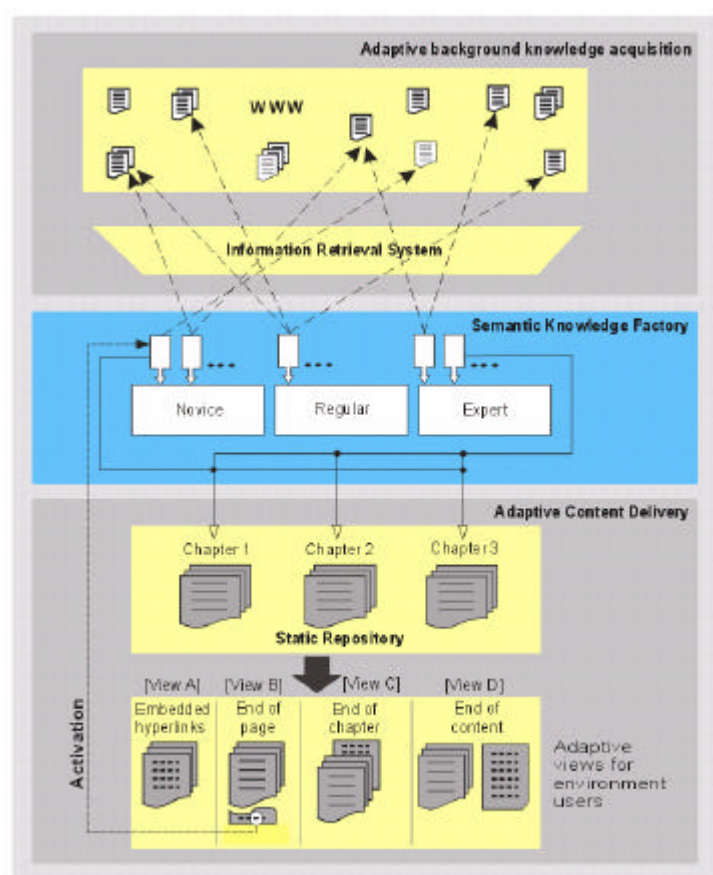 Adaptive background knowledge acquisition
WWW
Information Retrieval System
Semantic Knowledge Factory
Novice
Regular
Expert
Adaptive Content Delivery
Chapter 1
Chapter 2
Chapter 3
Static Repository
[View A]
[View B]
[View C]
[View D]
Embedded
hyperlinks
End of
page
End of
chapter
End of
content
Activation
Adaptive
views for
environment
users